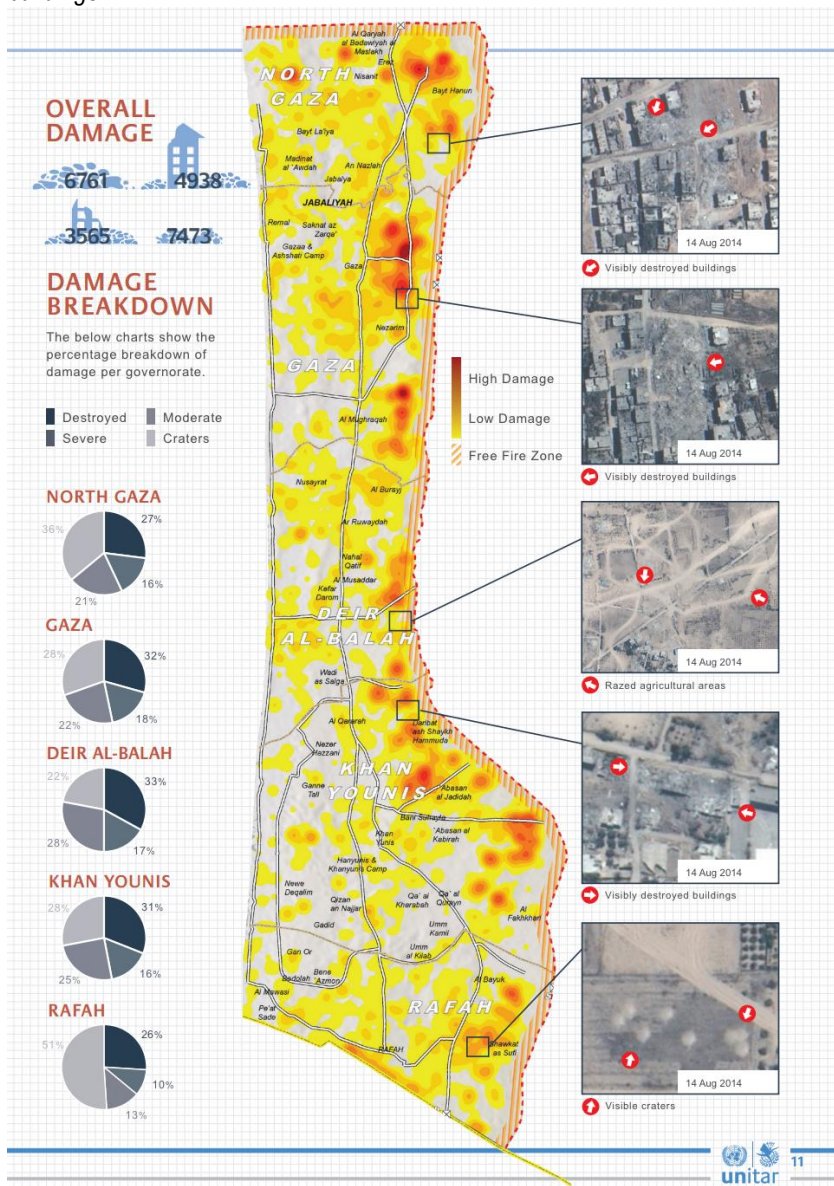 OVERALL
DAMAGE
6761
4938
3565
7473
DAMAGE
BREAKDOWN
The below charts show the
percentage breakdown of
damage per governorate.
Destroyed
Moderate
Severe
Craters
NORTH GAZA
36%
27%
16%
21%
GAZA
28%
32%
18%
22%
DEIR AL-BALAH
22%
33%
17%
28%
KHAN YOUNIS
28%
31%
16%
25%
RAFAH
51%
26%
10%
13%
Al Qaryah
al Badawiyah al
Maslakh
Erez
NORTH
GAZA
Nisanit
Bayt Hanun
Bayt La'iya
Madinat
al 'Awdah
An Nazlah
Jabalya
JABALIYAH
Remal
Saknat az
Zarqa'
Gazaa &
Ashshati Camp
Gaza
Nezarim
GAZA
High Damage
Low Damage
Free Fire Zone
Al Mughraqah
Nusayrat
Al Burayj
Ar Ruwaydah
Nahal
Qatif
Al Musaddar
Kefar
Darom
DEIR
AL-BALAH
Wadi
as Salga
Al Qararah
Daribat
ash Shaykh
Hammuda
Nezer
Hazzani
KHAN
YOUNIS
Ganne
Tall
Abasan
al Jadidah
Bani Suhayla
Khan
Yunis
'Abasan al
Kabirah
Hanyunis &
Khanyunis Camp
Newe
Deqalim
Qizan
an Najjar
Qa' al
Kharabah
Qa' al
Qurayn
Al
Fakhkhari
Gadid
Umm
Kamil
Gan Or
Umm
al Kilab
Bene
'Azmon
Bedolah
Al Bayuk
Al Mawasi
Pe'at
Sade
RAFAH
RAFAH
Shawkat
as Sufi
14 Aug 2014
Visibly destroyed buildings
14 Aug 2014
Visibly destroyed buildings
14 Aug 2014
Razed agricultural areas
14 Aug 2014
Visibly destroyed buildings
14 Aug 2014
Visible craters
unitar
11